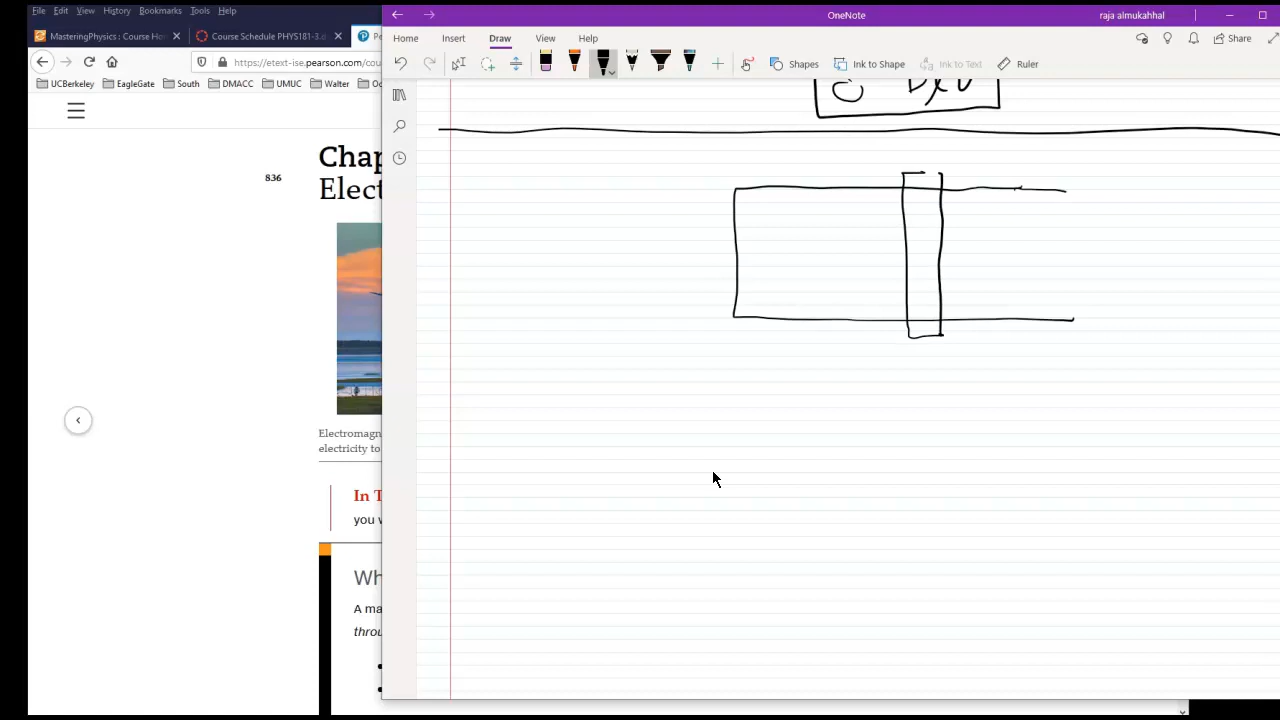 File Edit View History Bookmarks Tools Help
MasteringPhysics : Course Ho
Course Schedule PHYS181-3.d
Pe
https://etext-ise.pearson.com/cou
UCBerkeley EagleGate South DMACC UMUC Walter Oc
OneNote
raja almukahhal
Home Insert Draw View Help
Share
Shapes Ink to Shape Ink to Text Ruler
836
Chap
Elect
Electromagn
electricity to
In T
you w
Wh
A ma
throu